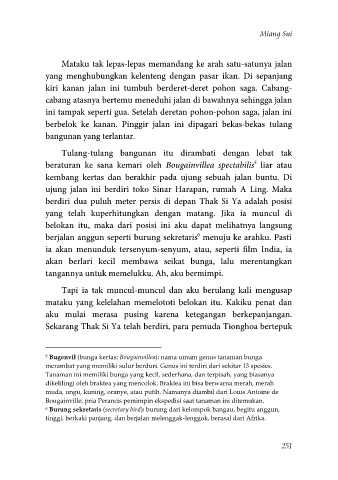 Miang Sui
Mataku tak lepas-lepas memandang ke arah satu-satunya jalan
yang menghubungkan kelenteng dengan pasar ikan. Di sepanjang
kiri kanan jalan ini tumbuh berderet-deret pohon saga. Cabang-
cabang atasnya bertemu meneduhi jalan di bawahnya sehingga jalan
ini tampak seperti gua. Setelah deretan pohon-pohon saga, jalan ini
berbelok ke kanan. Pinggir jalan ini dipagari bekas-bekas tulang
bangunan yang terlantar.
Tulang-tulang bangunan itu dirambati dengan lebat tak
beraturan ke sana kemari oleh Bougainvillea spectabilis⁵ liar atau
kembang kertas dan berakhir pada ujung sebuah jalan buntu. Di
ujung jalan ini berdiri toko Sinar Harapan, rumah A Ling. Maka
berdiri dua puluh meter persis di depan Thak Si Ya adalah posisi
yang telah kuperhitungkan dengan matang. Jika ia muncul di
belokan itu, maka dari posisi ini aku dapat melihatnya langsung
berjalan anggun seperti burung sekretaris⁶ menuju ke arahku. Pasti
ia akan menunduk tersenyum-senyum, atau, seperti film India, ia
akan berlari kecil membawa seikat bunga, lalu merentangkan
tangannya untuk memelukku. Ah, aku bermimpi.
Tapi ia tak muncul-muncul dan aku berulang kali mengusap
mataku yang kelelahan memelototi belokan itu. Kakiku penat dan
aku mulai merasa pusing karena ketegangan berkepanjangan.
Sekarang Thak Si Ya telah berdiri, para pemuda Tionghoa bertepuk
⁵ Bugenvil (bunga kertas; Bougainvillea): nama umum genus tanaman bunga
merambat yang memiliki sulur berduri. Genus ini terdiri dari sekitar 13 spesies.
Tanaman ini memiliki bunga yang kecil, sederhana, dan terpisah, yang biasanya
dikelilingi oleh braktea yang mencolok. Braktea ini bisa berwarna merah, merah
muda, ungu, kuning, oranye, atau putih. Namanya diambil dari Louis Antoine de
Bougainville, pria Perancis pemimpin ekspedisi saat tanaman ini ditemukan.
⁶ Burung sekretaris (secretary bird): burung dari kelompok bangau, begitu anggun,
tinggi, berkaki panjang, dan berjalan melenggak-lenggok, berasal dari Afrika.
251